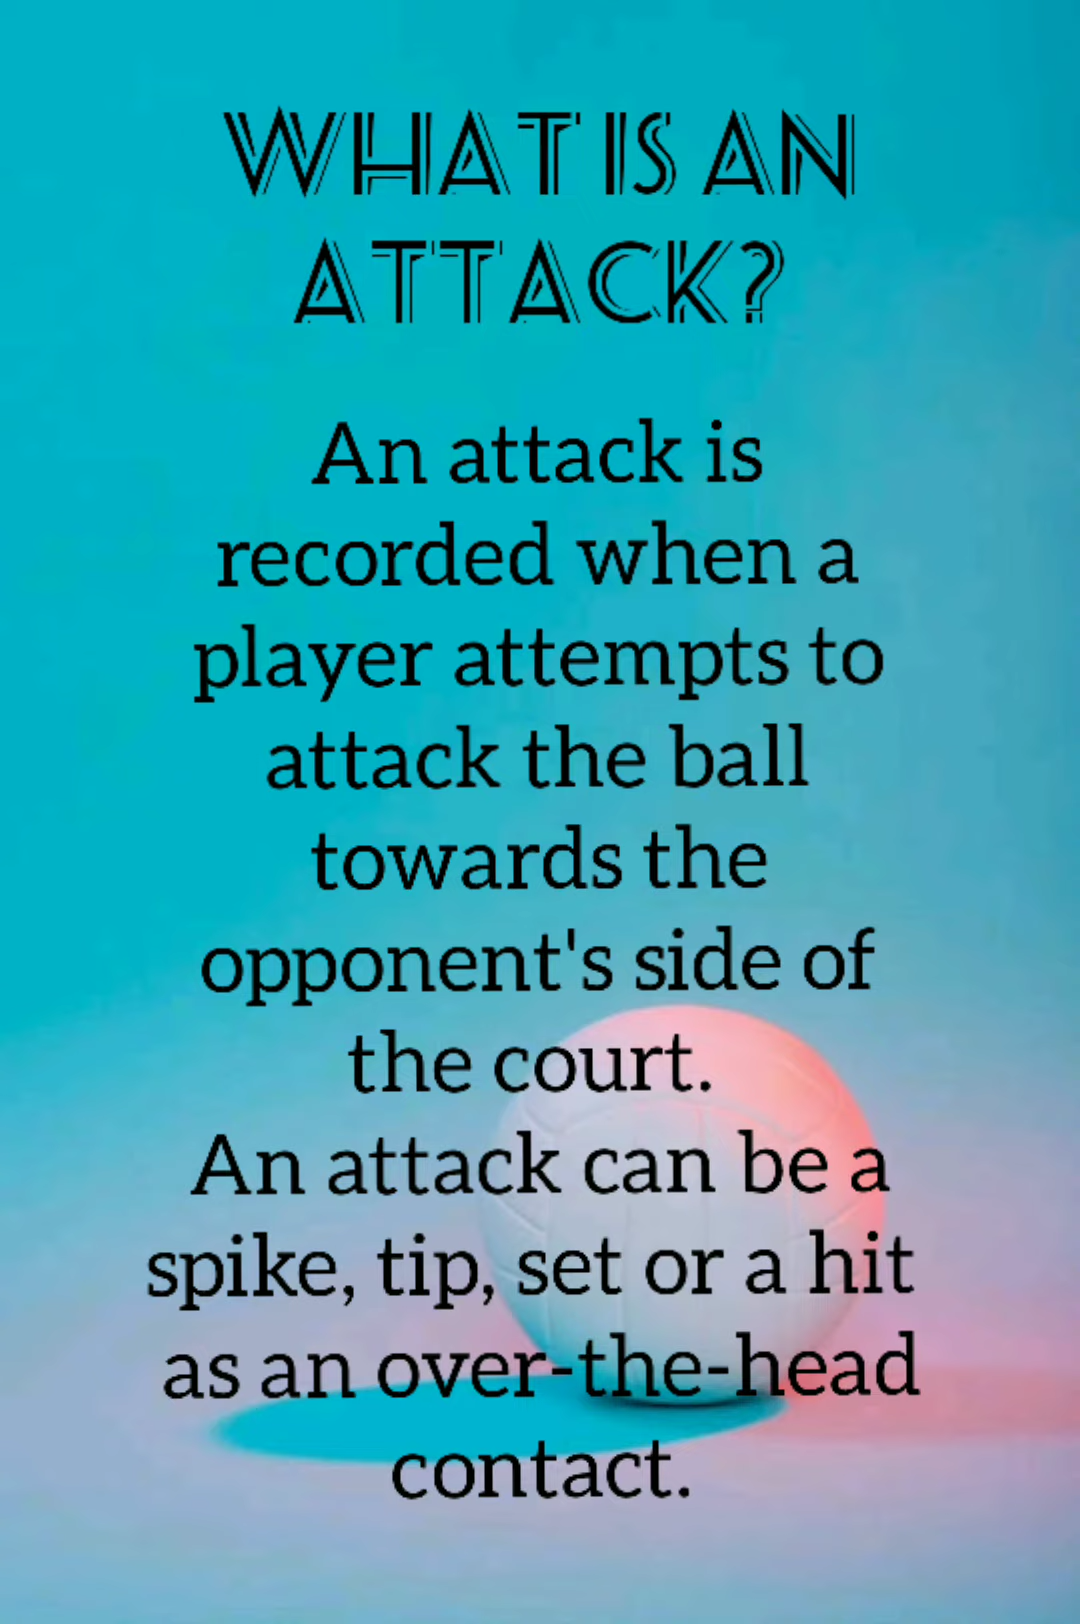 WHAT IS AN
ATTACK?
An attack is
recorded when a
player attempts to
attack the ball
towards the
opponent's side of
the court.
An attack can be a
spike, tip, set or a hit
as an over-the-head
contact.